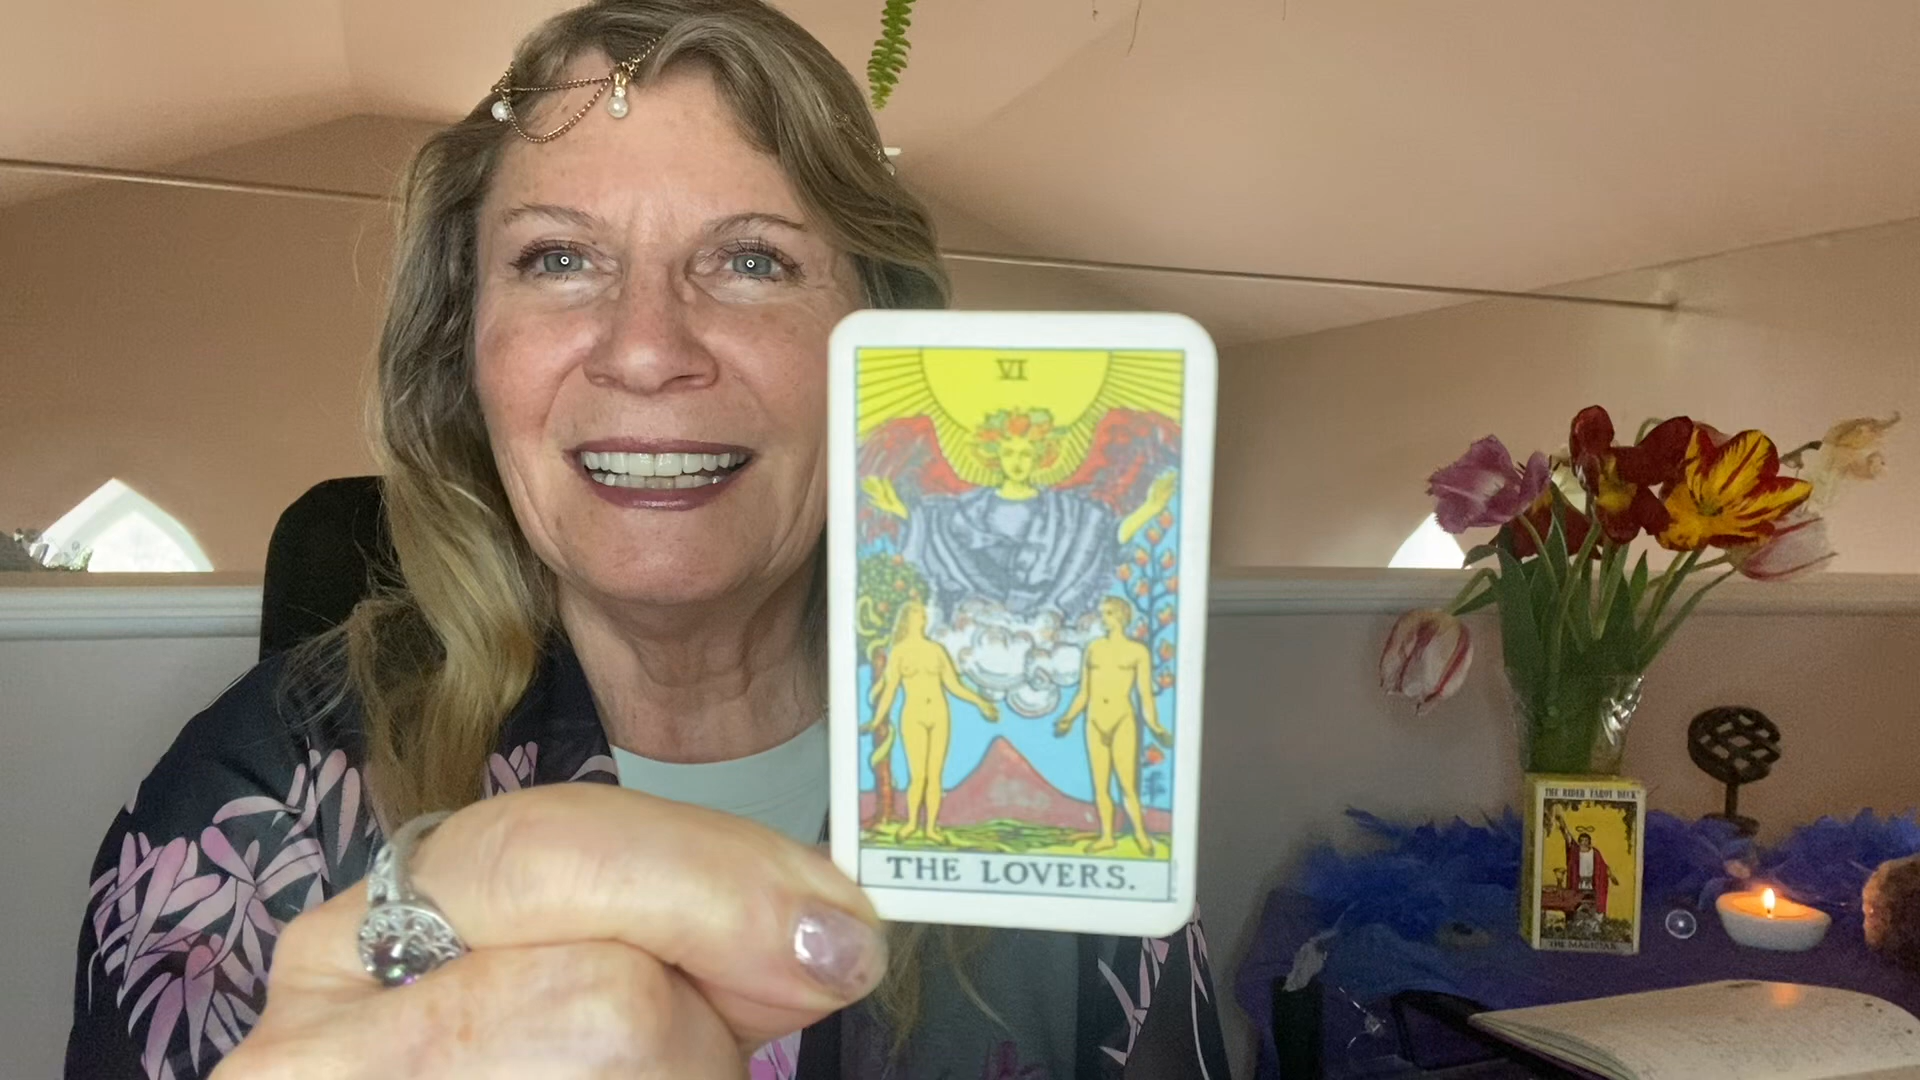 VI
THE LOVERS.
THE RIDER TAROT DECK
THE MAGICIAN.